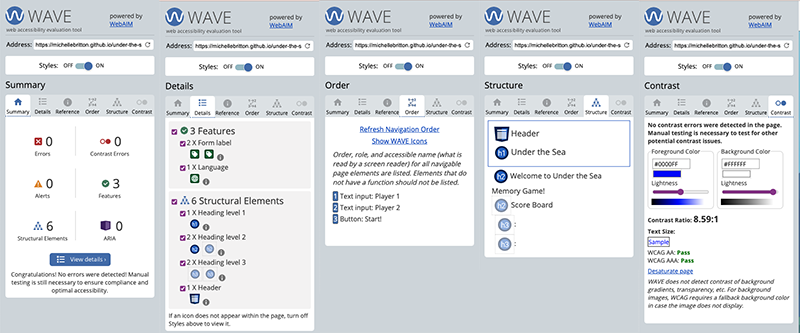 WAVE
powered by
WebAIM
web accessibility evaluation tool
Address: https://michellebritton.github.io/under-the-s
Styles: OFF ON
Summary
Summary Details Reference Order Structure Contrast
0
Errors
0
Contrast Errors
0
Alerts
3
Features
6
Structural Elements
0
ARIA
View details ›
Congratulations! No errors were detected! Manual
testing is still necessary to ensure compliance and
optimal accessibility.
WAVE
powered by
WebAIM
web accessibility evaluation tool
Address: https://michellebritton.github.io/under-the-s
Styles: OFF ON
Details
Summary Details Reference Order Structure Contrast
3 Features
2 X Form label
1 X Language
6 Structural Elements
1 X Heading level 1
h1
2 X Heading level 2
h2 h2
2 X Heading level 3
h3 h3
1 X Header
If an icon does not appear within the page, turn off
Styles above to view it.
WAVE
powered by
WebAIM
web accessibility evaluation tool
Address: https://michellebritton.github.io/under-the-s
Styles: OFF ON
Order
Summary Details Reference Order Structure Contrast
Refresh Navigation Order
Show WAVE Icons
Order, role, and accessible name (what is
read by a screen reader) for all navigable
page elements are listed. Elements that
do not have a function should not be listed.
1 Text input: Player 1
2 Text input: Player 2
3 Button: Start!
WAVE
powered by
WebAIM
web accessibility evaluation tool
Address: https://michellebritton.github.io/under-the-s
Styles: OFF ON
Structure
Summary Details Reference Order Structure Contrast
Header
h1 Under the Sea
h2 Welcome to Under the Sea
Memory Game!
h2 Score Board
h3 :
h3 :
WAVE
powered by
WebAIM
web accessibility evaluation tool
Address: https://michellebritton.github.io/under-the-s
Styles: OFF ON
Contrast
Summary Details Reference Order Structure Contrast
No contrast errors were detected in the page.
Manual testing is necessary to test for other
potential contrast issues.
Foreground Color Background Color
#0000FF #FFFFFF
Lightness Lightness
Contrast Ratio: 8.59:1
Text Size:
Sample
WCAG AA: Pass
WCAG AAA: Pass
Desaturate page
WAVE does not detect contrast of background
gradients, transparency, etc. For background
images, WCAG requires a fallback background color
in case the image does not display.